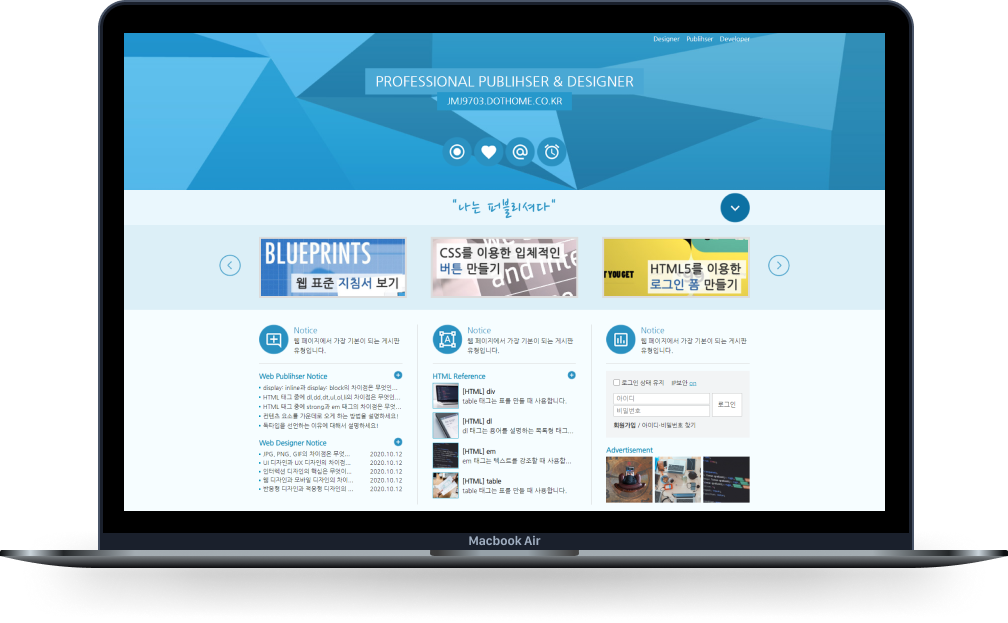 Designer Publihser Developer
PROFESSIONAL PUBLIHSER & DESIGNER
JMJ9703.DOTHOME.CO.KR
"나는 퍼블리셔다"
BLUEPRINTS
웹 표준 지침서 보기
CSS를 이용한 입체적인
버튼 만들기
and inte
T YOU GET
HTML5를 이용한
로그인 폼 만들기
Notice
웹 페이지에서 가장 기본이 되는 게시판
유형입니다.
Web Publihser Notice
• display: inline과 display: block의 차이점은 무엇인...
• HTML 태그 중에 dl,dd,dt,ul,ol,li의 차이점은 무엇...
• HTML 태그 중에 strong과 em 태그의 차이점은 무엇...
• 컨텐츠 요소를 가운데로 오게 하는 방법을 설명하세요!
• 독타입을 선언하는 이유에 대해서 설명하세요!
Web Designer Notice
• JPG, PNG, GIF의 차이점은 무엇... 2020.10.12
• UI 디자인과 UX 디자인의 차이점... 2020.10.12
• 인터랙션 디자인의 핵심은 무엇이... 2020.10.12
• 웹 디자인과 모바일 디자인의 차이... 2020.10.12
• 반응형 디자인과 적응형 디자인의 ... 2020.10.12
Notice
웹 페이지에서 가장 기본이 되는 게시판
유형입니다.
HTML Reference
[HTML] div
table 태그는 표를 만들 때 사용합니다.
[HTML] dl
dl 태그는 용어를 설명하는 목록형 태그...
[HTML] em
em 태그는 텍스트를 강조할 때 사용합...
[HTML] table
table 태그는 표를 만들 때 사용합니다.
Notice
웹 페이지에서 가장 기본이 되는 게시판
유형입니다.
로그인 상태 유지 IP보안 on
아이디
비밀번호
로그인
회원가입 / 아이디·비밀번호 찾기
Advertisement
Macbook Air